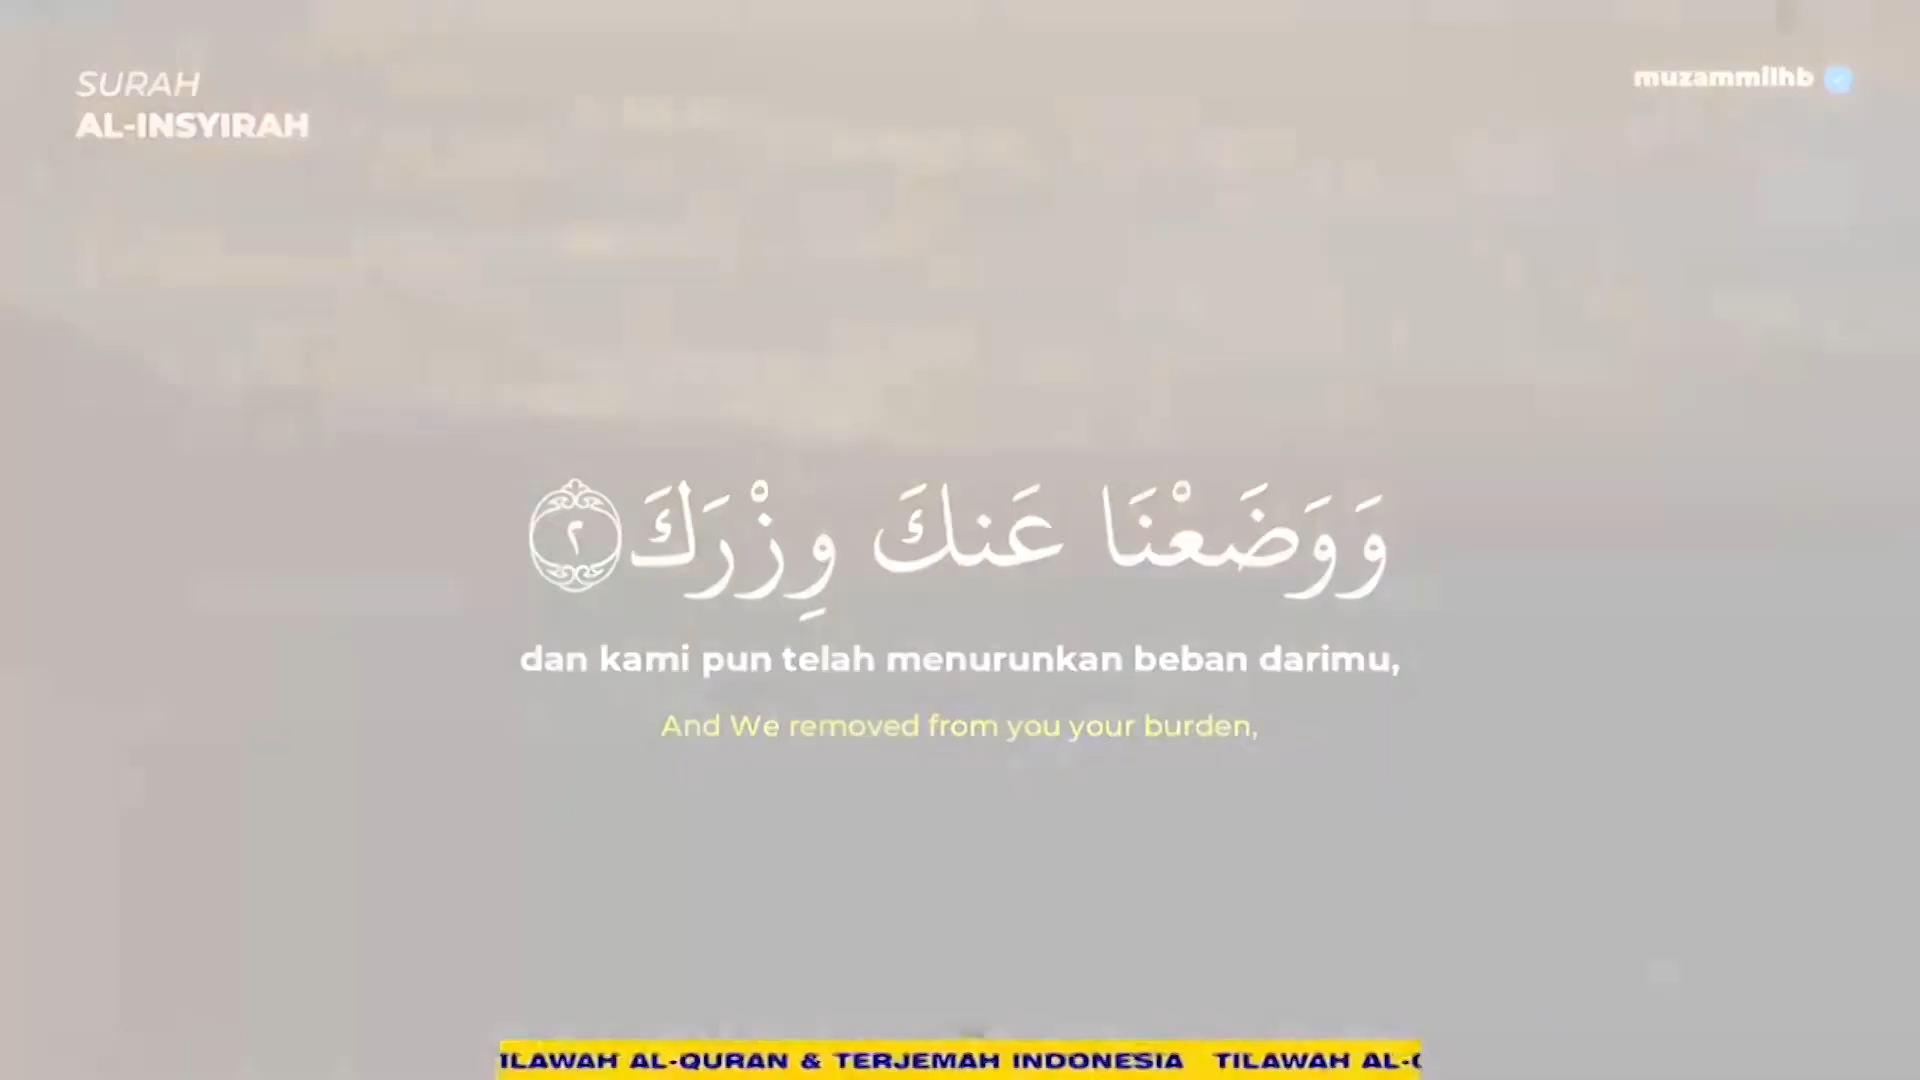 SURAH
AL-INSYIRAH
muzammilhb
وَوَضَعْنَا عَنكَ وِزْرَكَ ٢
dan kami pun telah menurunkan beban darimu,
And We removed from you your burden,
ILAWAH AL-QURAN & TERJEMAH INDONESIA TILAWAH AL-